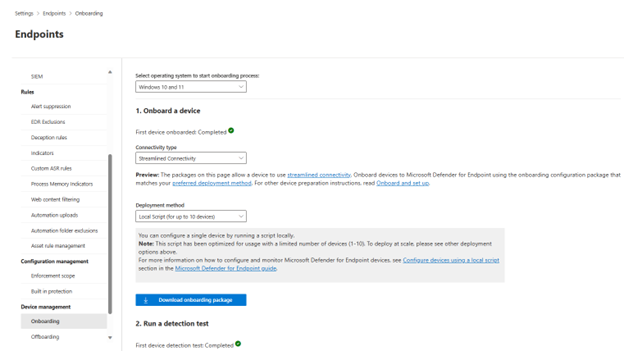 Settings > Endpoints > Onboarding
Endpoints
SIEM
Rules
Alert suppression
EDR Exclusions
Deception rules
Indicators
Custom ASR rules
Process Memory Indicators
Web content filtering
Automation uploads
Automation folder exclusions
Asset rule management
Configuration management
Enforcement scope
Built in protection
Device management
Onboarding
Offboarding
Select operating system to start onboarding process:
Windows 10 and 11
1. Onboard a device
First device onboarded: Completed
Connectivity type
Streamlined Connectivity
Preview: The packages on this page allow a device to use streamlined connectivity. Onboard devices to Microsoft Defender for Endpoint using the onboarding configuration package that
matches your preferred deployment method. For other device preparation instructions, read Onboard and set up.
Deployment method
Local Script (for up to 10 devices)
You can configure a single device by running a script locally.
Note: This script has been optimized for usage with a limited number of devices (1-10). To deploy at scale, please see other deployment
options above.
For more information on how to configure and monitor Microsoft Defender for Endpoint devices, see Configure devices using a local script
section in the Microsoft Defender for Endpoint guide.
Download onboarding package
2. Run a detection test
First device detection test: Completed